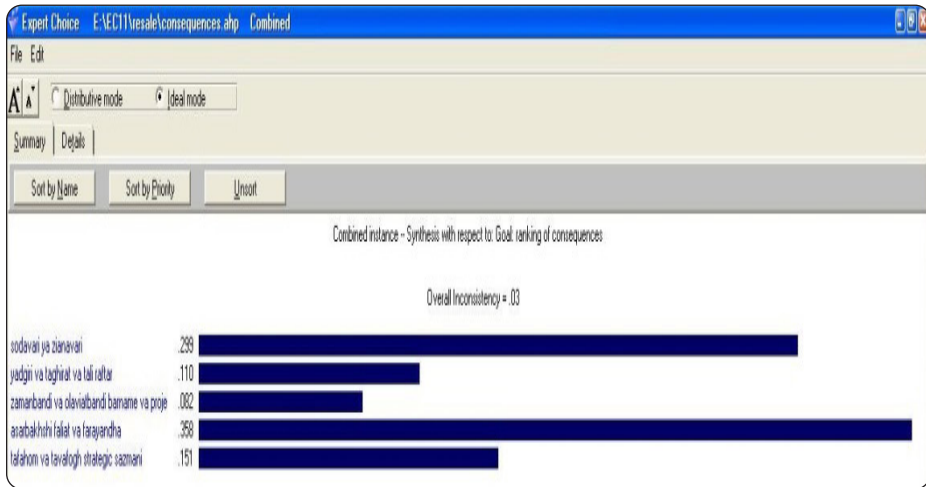 Expert Choice E:\EC11\resale\consequences.ahp Combined
File Edit
A A Distributive mode Ideal mode
Summary Details
Sort by Name Sort by Priority Unsort
Combined instance -- Synthesis with respect to: Goal: ranking of consequences
Overall Inconsistency = .03
sodavari ya zianavari .299
yadgiri va taghirat va tali raftar .110
zamanbandi va olaviatbandi barname va proje .082
asarbakhshi faliat va farayandha .358
tafahom va tavafogh strategic sazmani .151